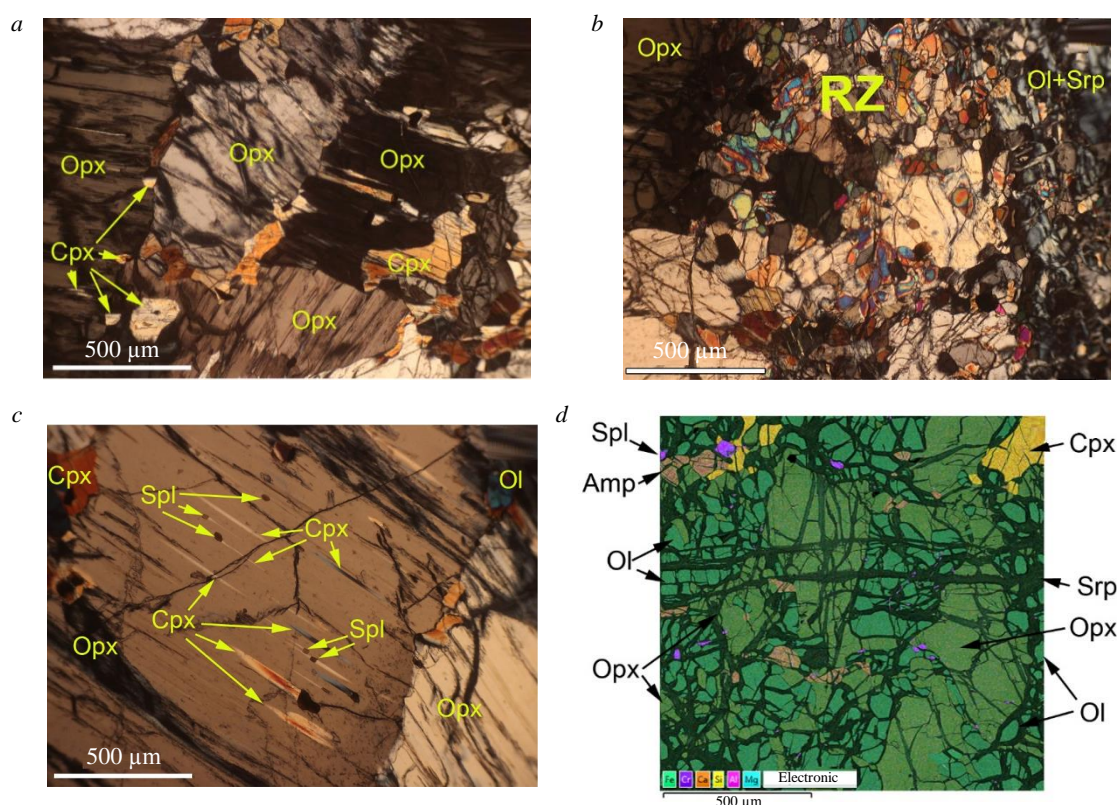 a
Opx
Opx
Opx
Cpx
Cpx
Opx
500 µm
b
Opx
RZ
Ol+Srp
500 µm
c
Cpx
Spl
Cpx
Ol
Cpx
Spl
Opx
Opx
500 µm
d
Spl
Amp
Cpx
Ol
Srp
Opx
Opx
Ol
Fe Cr Ca Si Al Mg Electronic
500 µm